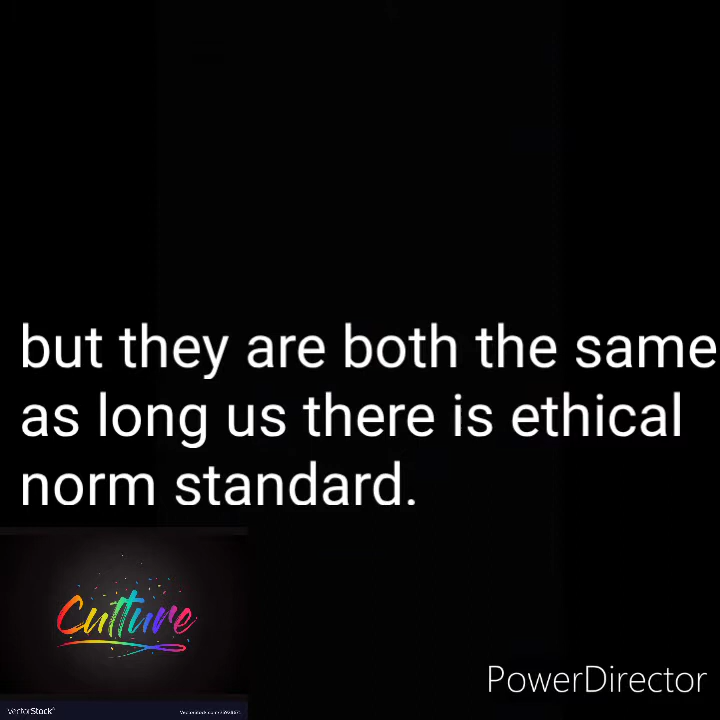 but they are both the same
as long us there is ethical
norm standard.
Culture
PowerDirector
VectorStock